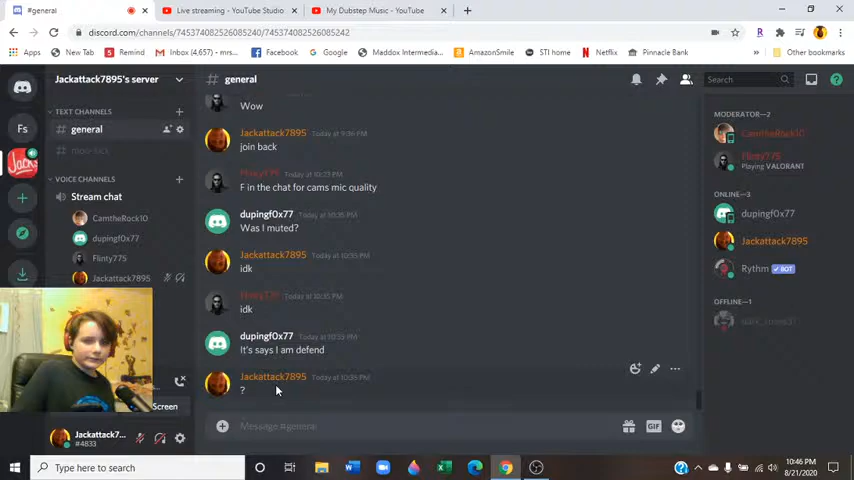 #general
Live streaming - YouTube Studio
My Dubstep Music - YouTube
discord.com/channels/745374082526085240/745374082526085242
Apps
New Tab
Remind
Inbox (4,657) - mrs...
Facebook
Google
Maddox Intermedia...
AmazonSmile
STI home
Netflix
Pinnacle Bank
Other bookmarks
Jackattack7895's server
# general
Search
TEXT CHANNELS
# general
VOICE CHANNELS
Stream chat
CamtheRock10
dupingf0x77
Flinty775
Jackattack7895
Fs
Jacks
Wow
Jackattack7895 Today at 9:36 PM
join back
Flinty775 Today at 10:23 PM
F in the chat for cams mic quality
dupingf0x77 Today at 10:35 PM
Was I muted?
Jackattack7895 Today at 10:35 PM
idk
Flinty775 Today at 10:35 PM
idk
dupingf0x77 Today at 10:35 PM
It's says I am defend
Jackattack7895 Today at 10:35 PM
?
Message #general
GIF
MODERATOR—2
CamtheRock10
Flinty775
Playing VALORANT
ONLINE—3
dupingf0x77
Jackattack7895
Rythm BOT
OFFLINE—1
Screen
Jackattack7...
#4833
Type here to search
10:46 PM
8/21/2020